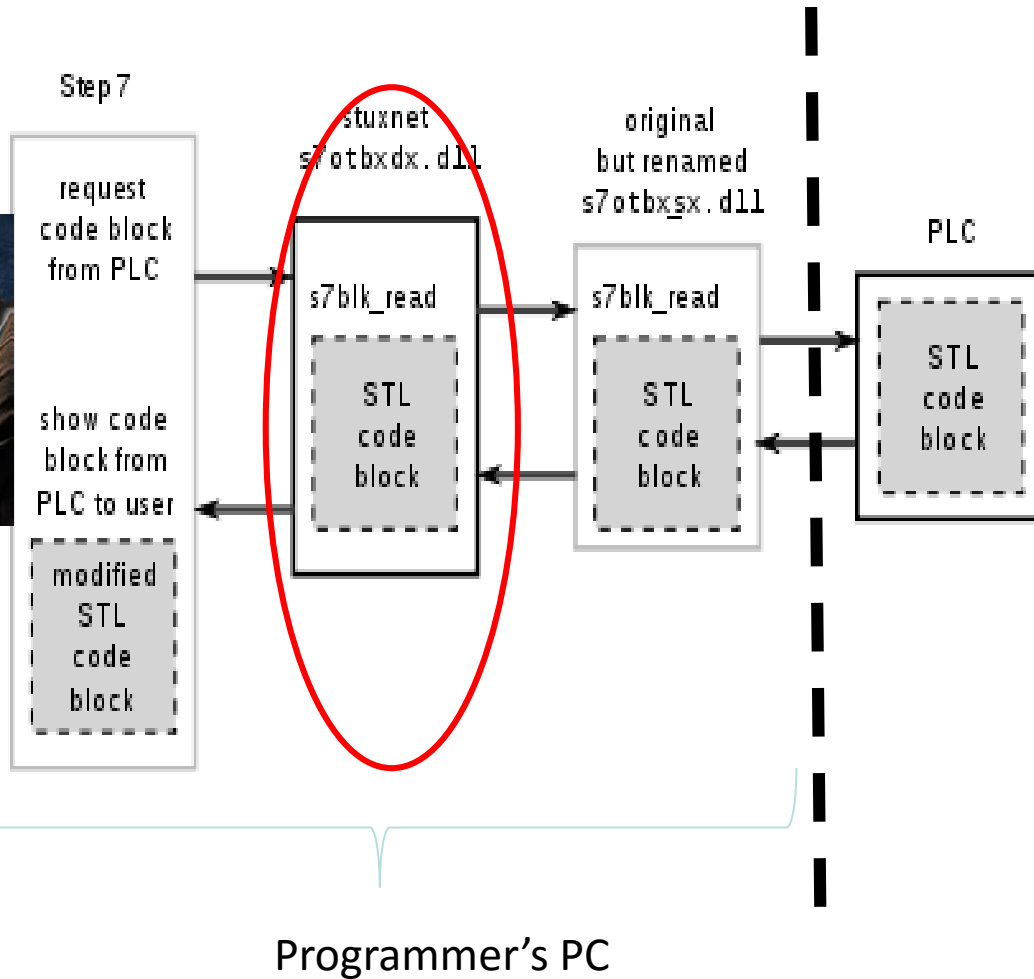 Step 7
request
code block
from PLC
show code
block from
PLC to user
modified
STL
code
block
stuxnet
s7otbxdx.dll
s7blk_read
STL
code
block
original
but renamed
s7otbxsx.dll
s7blk_read
STL
code
block
PLC
STL
code
block
Programmer’s PC